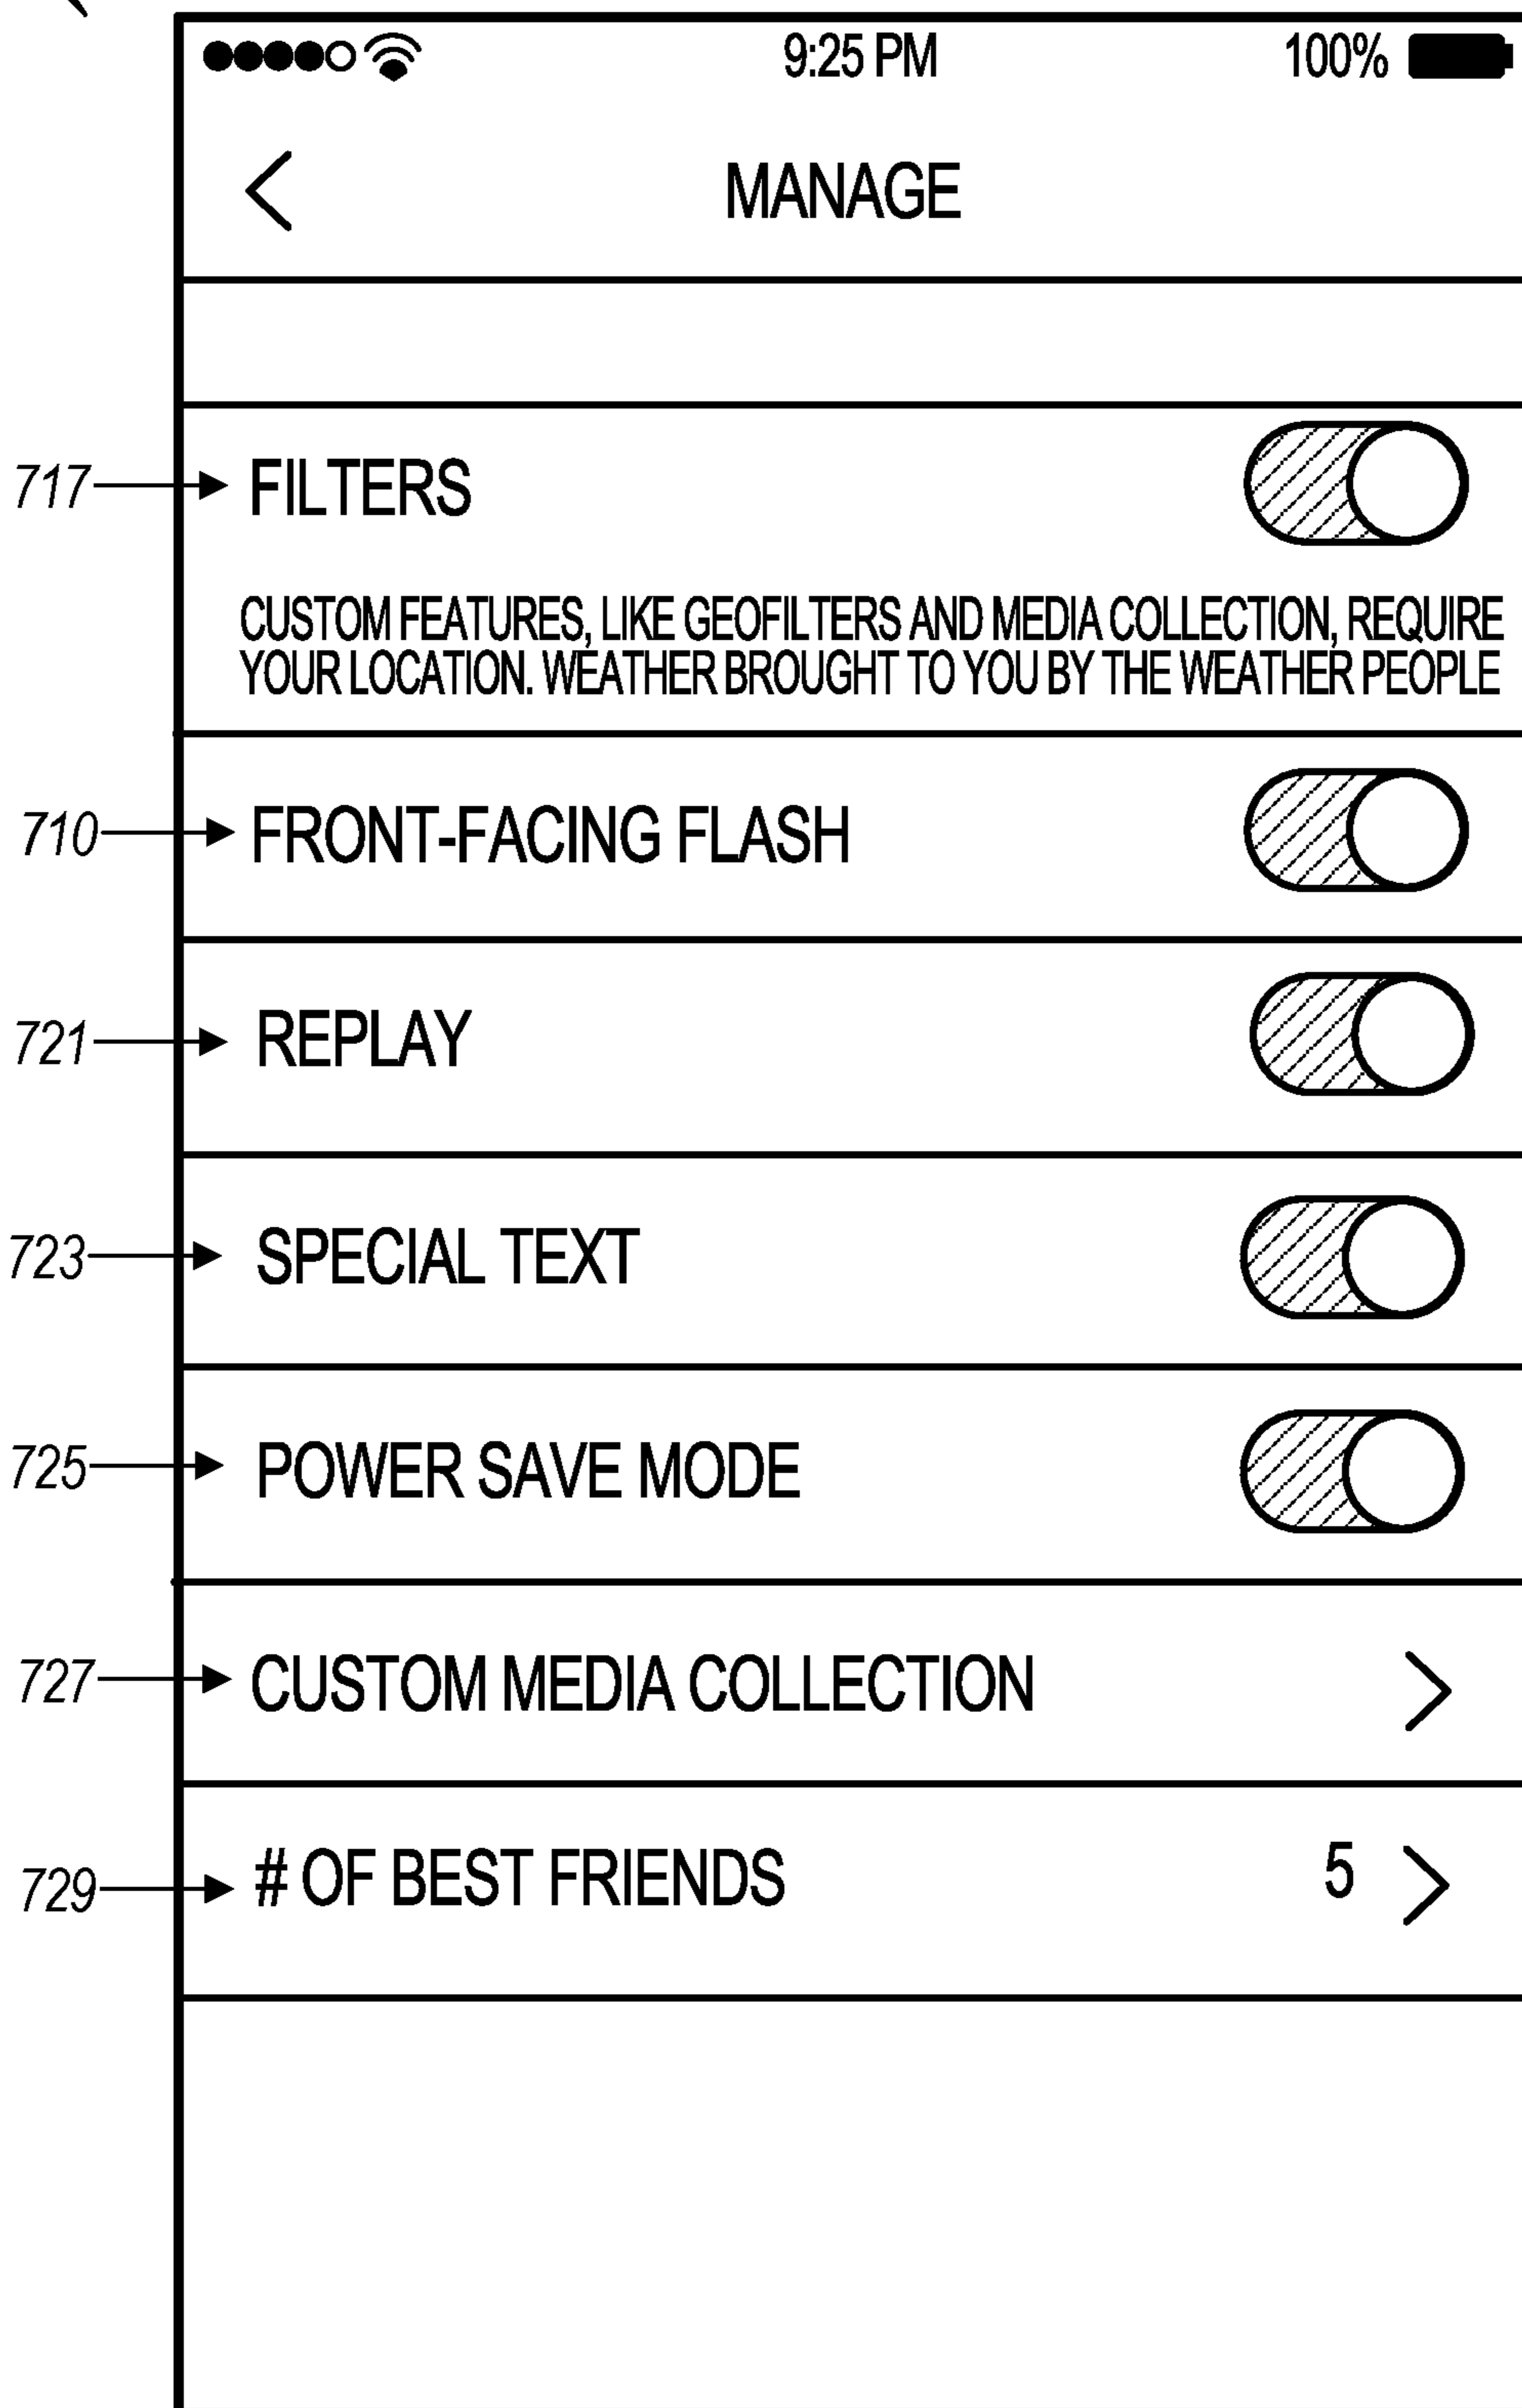 9:25 PM 100%
MANAGE
717 FILTERS
CUSTOM FEATURES, LIKE GEOFILTERS AND MEDIA COLLECTION, REQUIRE
YOUR LOCATION. WEATHER BROUGHT TO YOU BY THE WEATHER PEOPLE
710 FRONT-FACING FLASH
721 REPLAY
723 SPECIAL TEXT
725 POWER SAVE MODE
727 CUSTOM MEDIA COLLECTION
729 # OF BEST FRIENDS 5